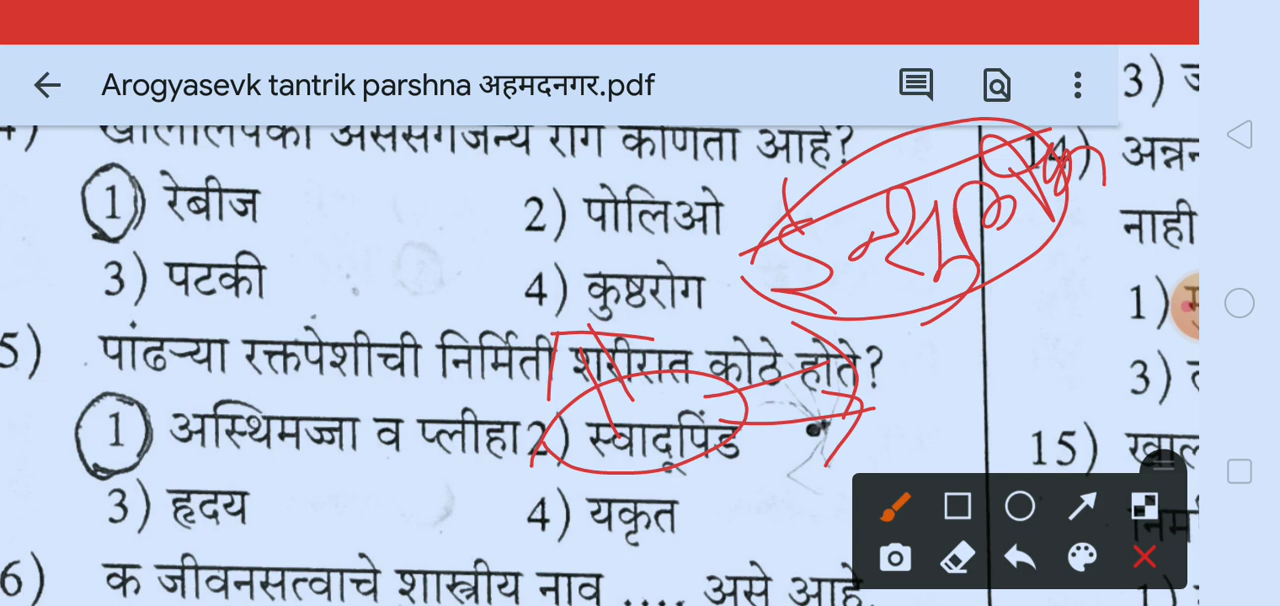 Arogyasevk tantrik parshna अहमदनगर.pdf
खालीलपैकी असंसर्गजन्य रोग कोणता आहे?
1) रेबीज
2) पोलिओ
3) पटकी
4) कुष्ठरोग
5) पांढऱ्या रक्तपेशीची निर्मिती शरीरात कोठे होते?
1 अस्थिमज्जा व प्लीहा 2) स्वादूपिंड
3) हृदय
4) यकृत
6) क जीवनसत्वाचे शास्त्रीय नाव .... असे आहे.
3)
14)
नाही
1)
3)
15)